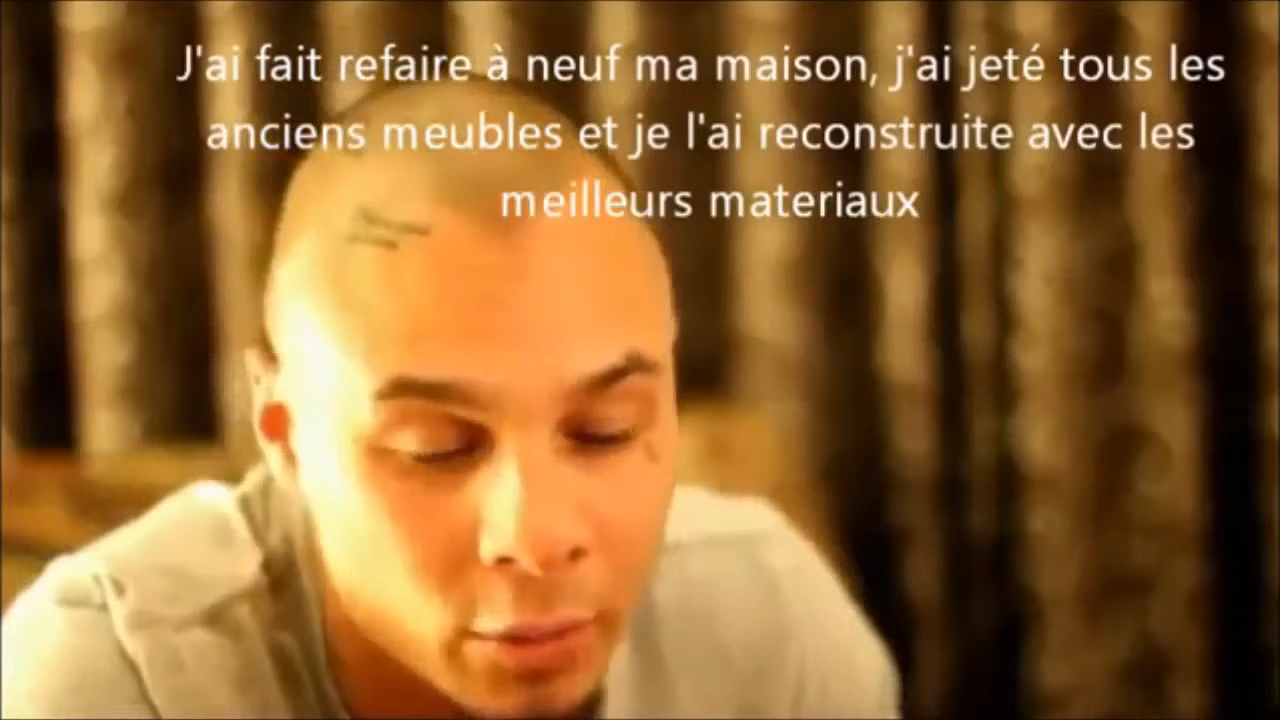 J'ai fait refaire à neuf ma maison, j'ai jeté tous les
anciens meubles et je l'ai reconstruite avec les
meilleurs materiaux